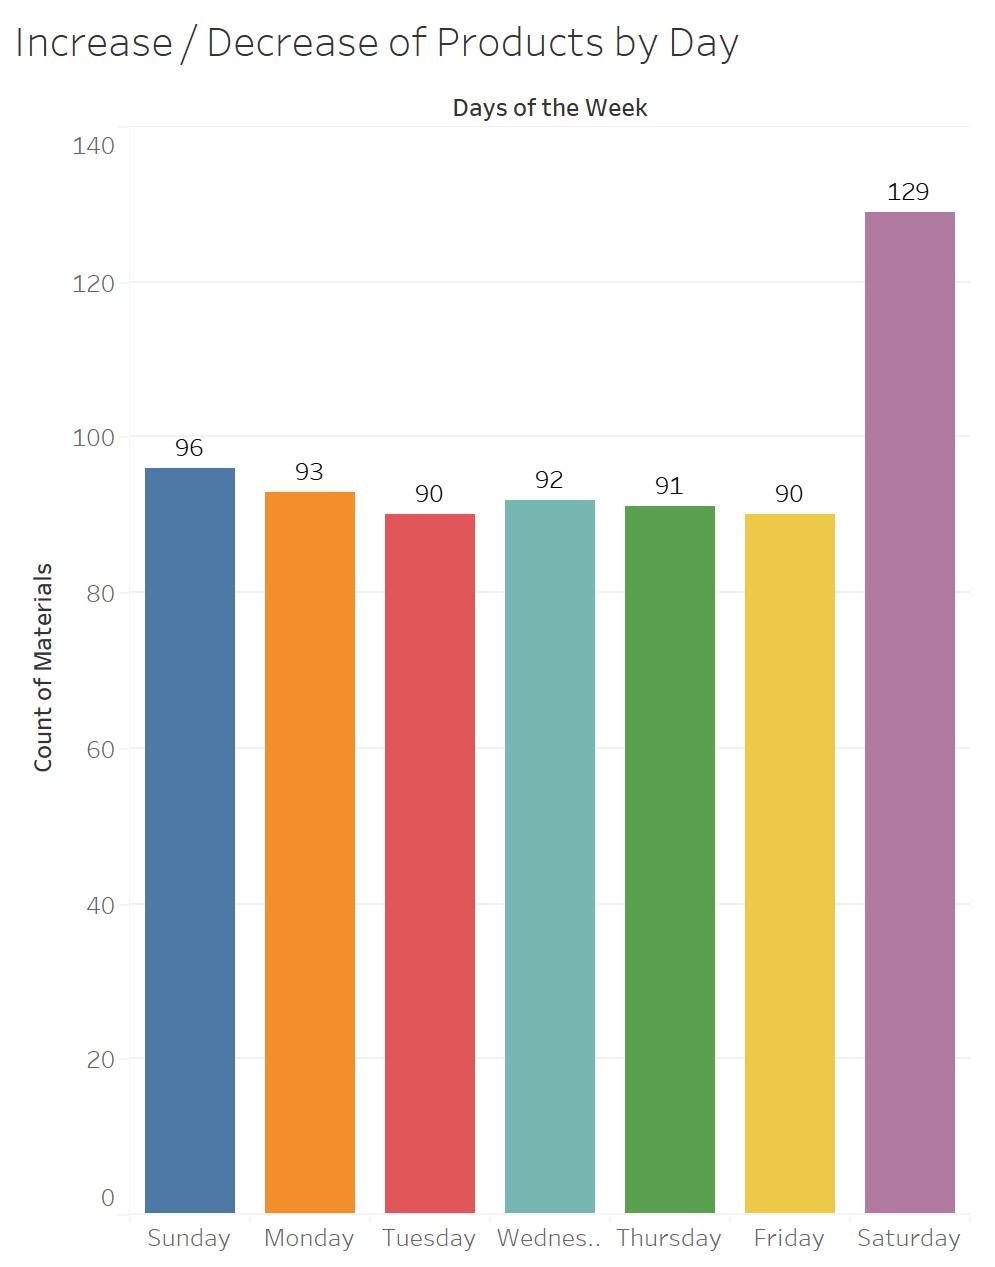 Increase / Decrease of Products by Day
Days of the Week
Count of Materials
140
120
100
80
60
40
20
0
96
93
90
92
91
90
129
Sunday
Monday
Tuesday
Wednes..
Thursday
Friday
Saturday